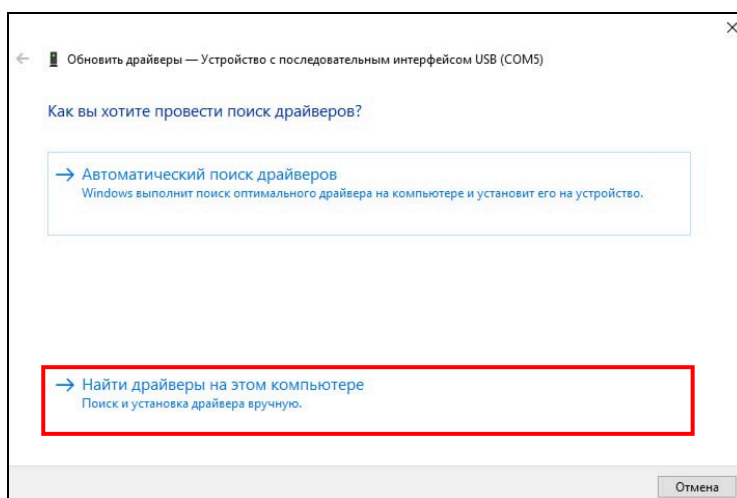 Обновить драйверы — Устройство с последовательным интерфейсом USB (COM5)
Как вы хотите провести поиск драйверов?
Автоматический поиск драйверов
Windows выполнит поиск оптимального драйвера на компьютере и установит его на устройство.
Найти драйверы на этом компьютере
Поиск и установка драйвера вручную.
Отмена